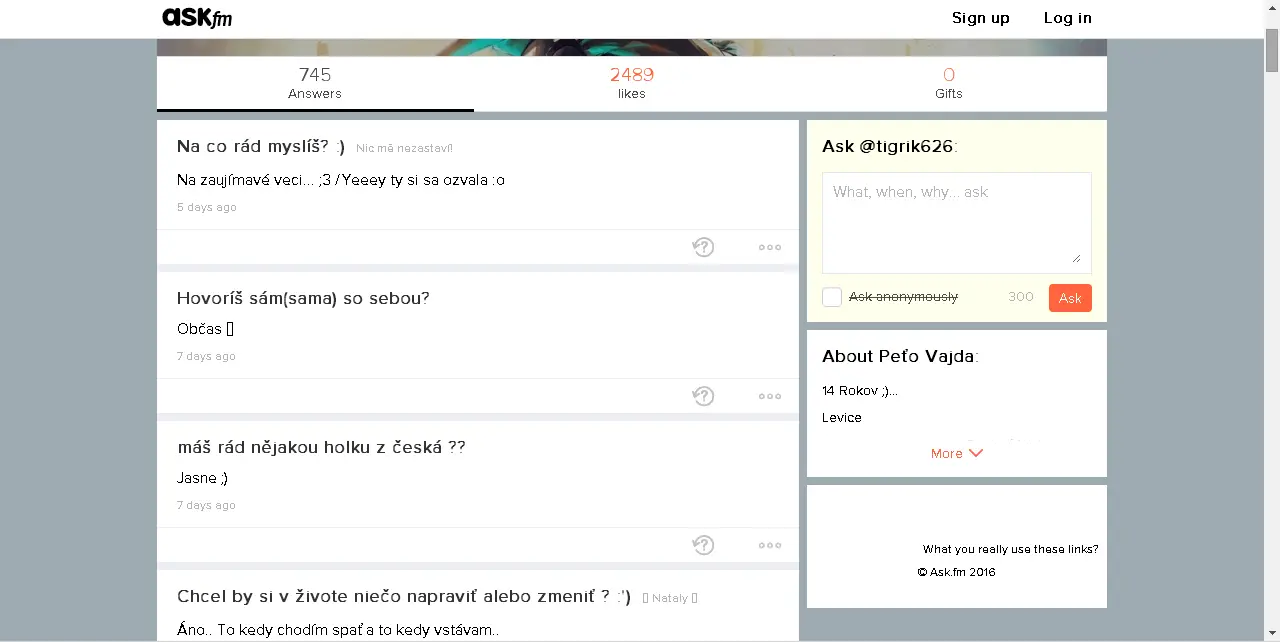 ASKfm
Sign up
Log in
745
Answers
2489
likes
0
Gifts
Na co rád myslíš? :) Nic mě nezastaví!
Na zaujímavé veci... ;3 / Yeeey ty si sa ozvala :o
5 days ago
Hovoríš sám(sama) so sebou?
Občas []
7 days ago
máš rád nějakou holku z česká ??
Jasne ;)
7 days ago
Chcel by si v živote niečo napraviť alebo zmeniť ? :') [] Nataly []
Áno.. To kedy chodím spať a to kedy vstávam..
Ask @tigrik626:
What, when, why... ask
Ask anonymously
300
Ask
About Peťo Vajda:
14 Rokov ;)...
Levice
More
What you really use these links?
© Ask.fm 2016